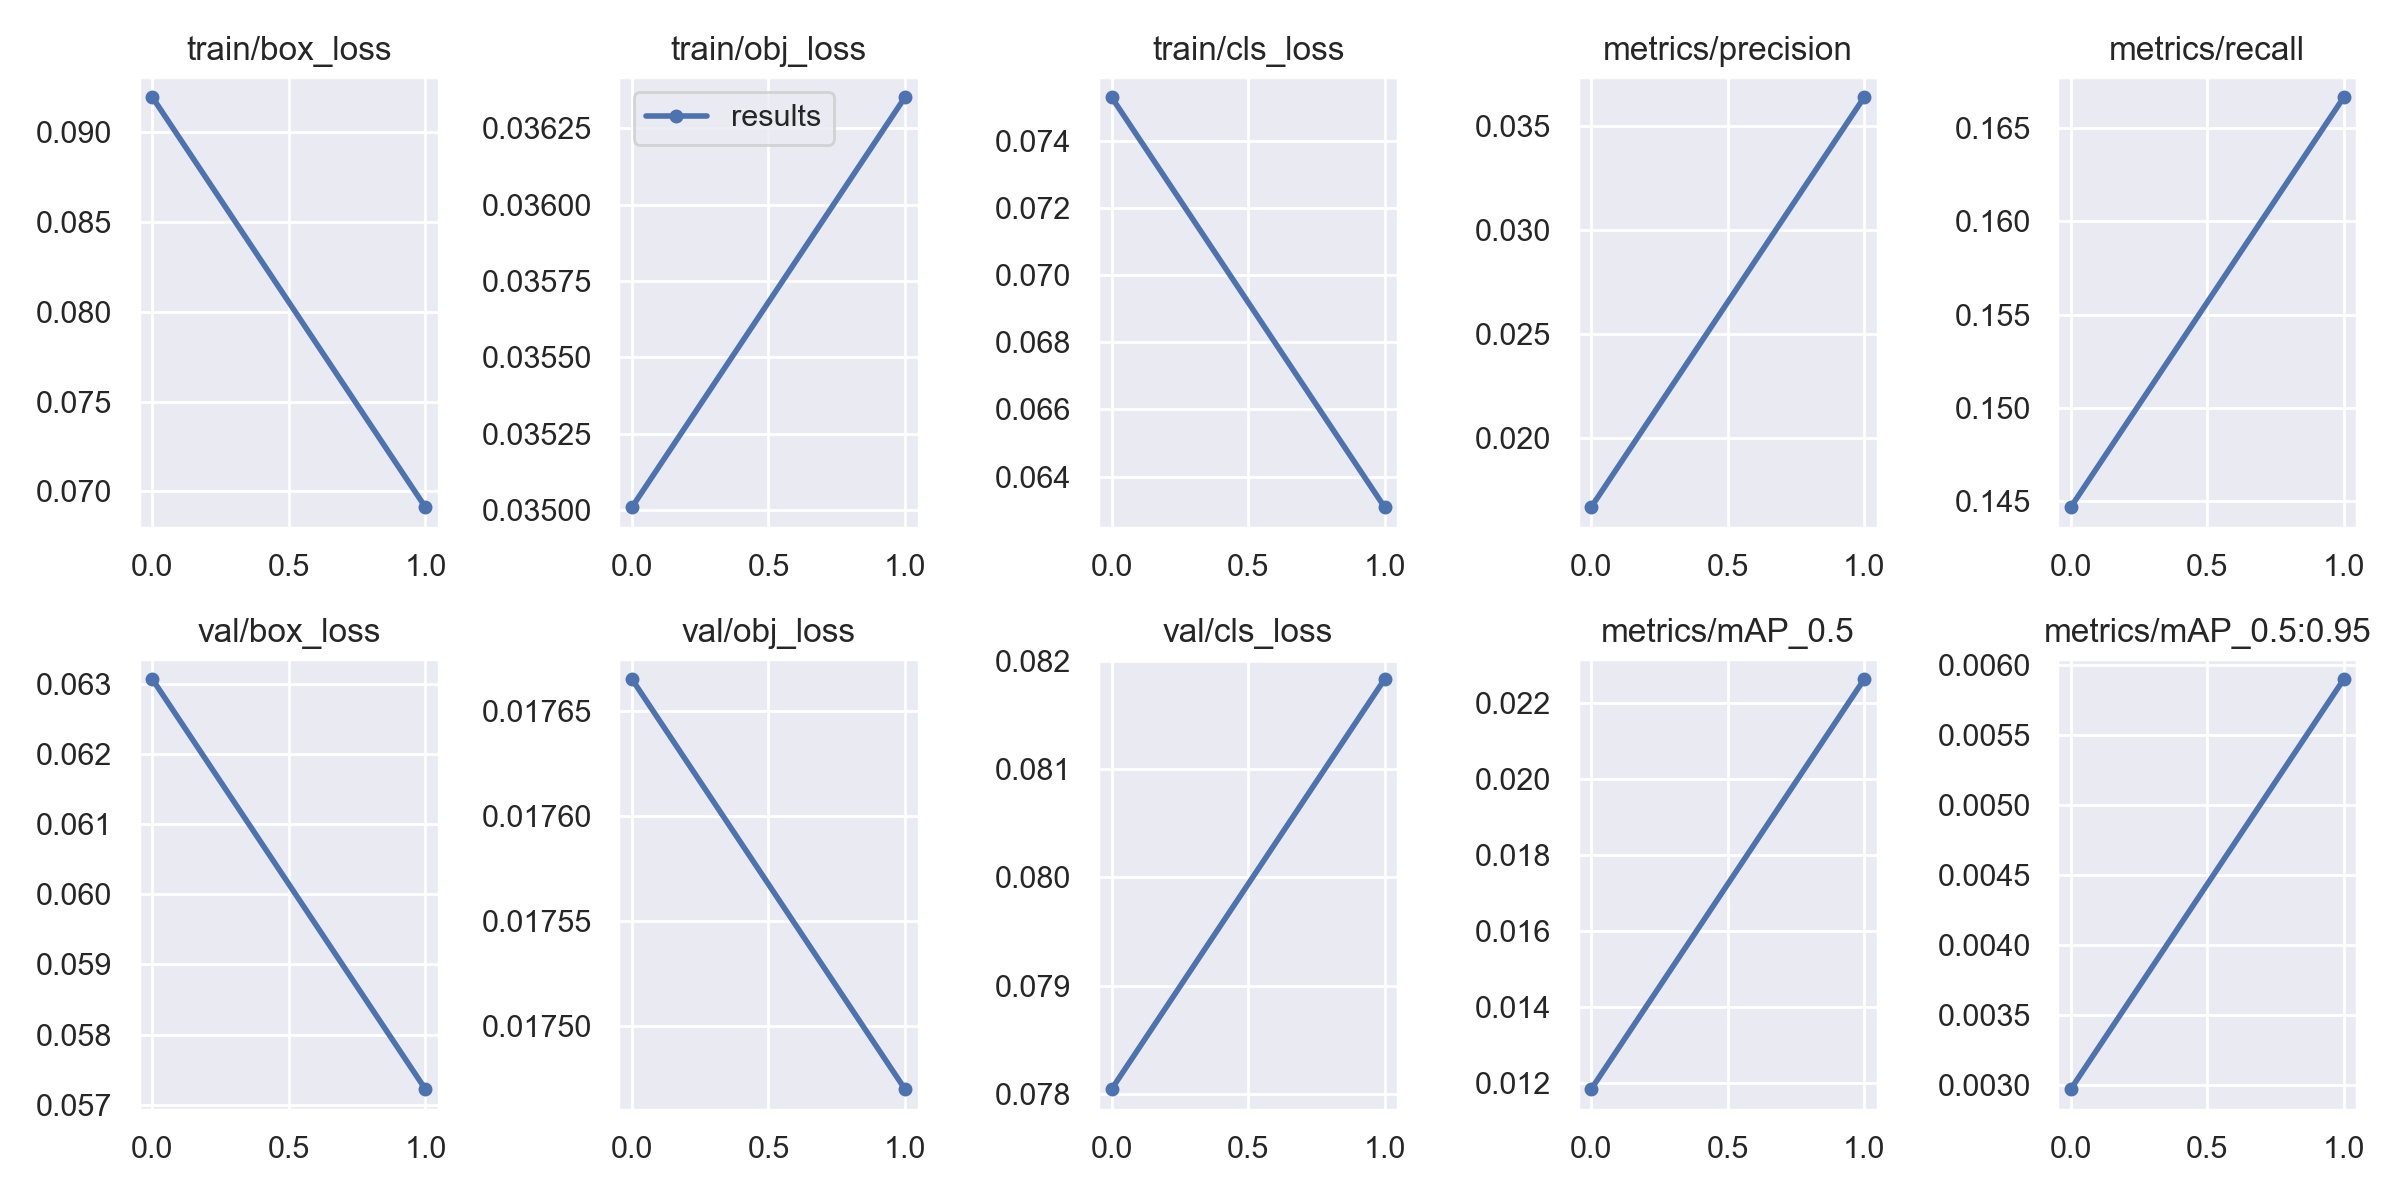 train/box_loss
0.090
0.085
0.080
0.075
0.070
0.0 0.5 1.0
train/obj_loss
results
0.03625
0.03600
0.03575
0.03550
0.03525
0.03500
0.0 0.5 1.0
train/cls_loss
0.074
0.072
0.070
0.068
0.066
0.064
0.0 0.5 1.0
metrics/precision
0.035
0.030
0.025
0.020
0.0 0.5 1.0
metrics/recall
0.165
0.160
0.155
0.150
0.145
0.0 0.5 1.0
val/box_loss
0.063
0.062
0.061
0.060
0.059
0.058
0.057
0.0 0.5 1.0
val/obj_loss
0.01765
0.01760
0.01755
0.01750
0.0 0.5 1.0
val/cls_loss
0.082
0.081
0.080
0.079
0.078
0.0 0.5 1.0
metrics/mAP_0.5
0.022
0.020
0.018
0.016
0.014
0.012
0.0 0.5 1.0
metrics/mAP_0.5:0.95
0.0060
0.0055
0.0050
0.0045
0.0040
0.0035
0.0030
0.0 0.5 1.0